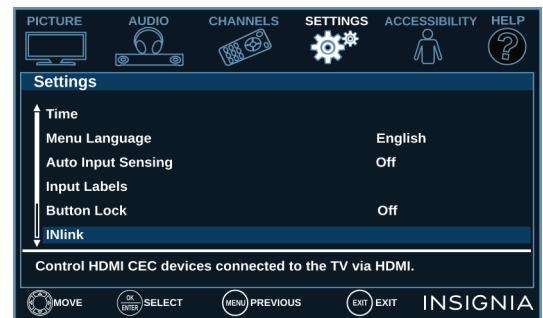 PICTURE AUDIO CHANNELS SETTINGS ACCESSIBILITY HELP
Settings
Time
Menu Language English
Auto Input Sensing Off
Input Labels
Button Lock Off
INlink
Control HDMI CEC devices connected to the TV via HDMI.
MOVE OK ENTER SELECT MENU PREVIOUS EXIT EXIT INSIGNIA